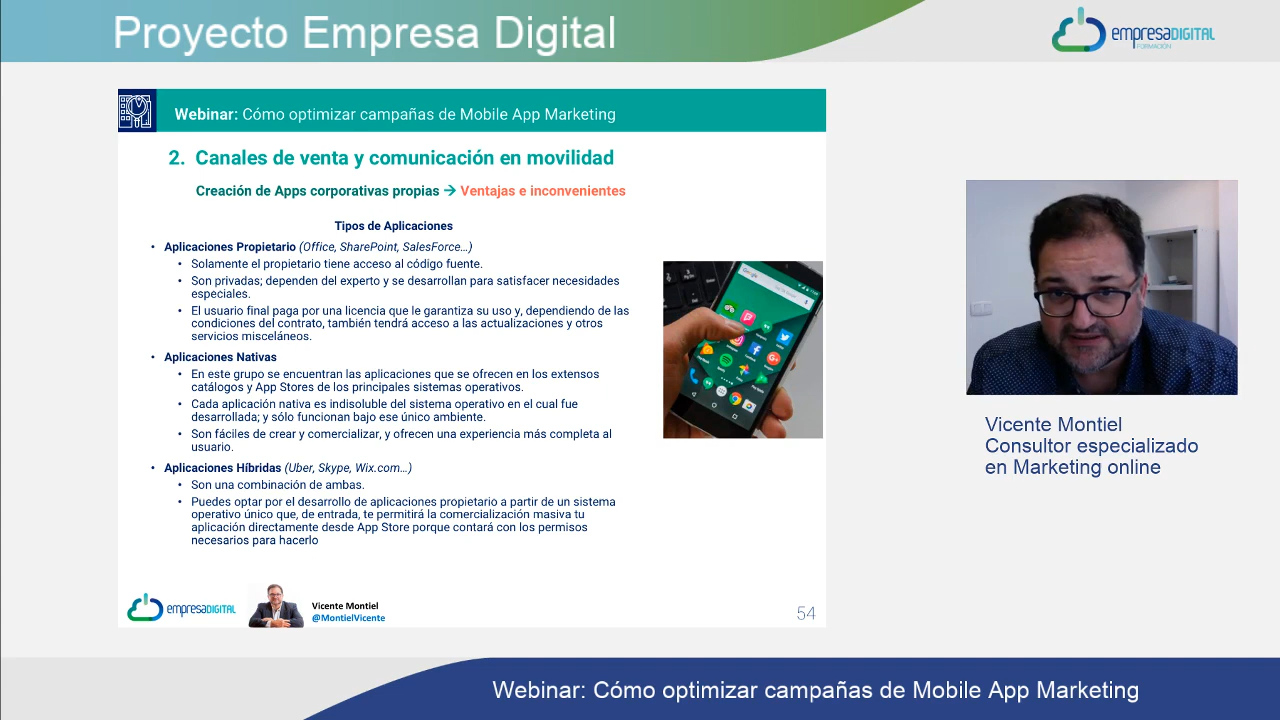 Proyecto Empresa Digital
empresaDIGITAL
FORMACIÓN
Webinar: Cómo optimizar campañas de Mobile App Marketing
2. Canales de venta y comunicación en movilidad
Creación de Apps corporativas propias → Ventajas e inconvenientes
Tipos de Aplicaciones
• Aplicaciones Propietario (Office, SharePoint, SalesForce...)
• Solamente el propietario tiene acceso al código fuente.
• Son privadas; dependen del experto y se desarrollan para satisfacer necesidades
especiales.
• El usuario final paga por una licencia que le garantiza su uso y, dependiendo de las
condiciones del contrato, también tendrá acceso a las actualizaciones y otros
servicios misceláneos.
• Aplicaciones Nativas
• En este grupo se encuentran las aplicaciones que se ofrecen en los extensos
catálogos y App Stores de los principales sistemas operativos.
• Cada aplicación nativa es indisoluble del sistema operativo en el cual fue
desarrollada; y sólo funcionan bajo ese único ambiente.
• Son fáciles de crear y comercializar, y ofrecen una experiencia más completa al
usuario.
• Aplicaciones Híbridas (Uber, Skype, Wix.com...)
• Son una combinación de ambas.
• Puedes optar por el desarrollo de aplicaciones propietario a partir de un sistema
operativo único que, de entrada, te permitirá la comercialización masiva tu
aplicación directamente desde App Store porque contará con los permisos
necesarios para hacerlo
Google
empresaDIGITAL
Vicente Montiel
@MontielVicente
54
Vicente Montiel
Consultor especializado
en Marketing online
Webinar: Cómo optimizar campañas de Mobile App Marketing